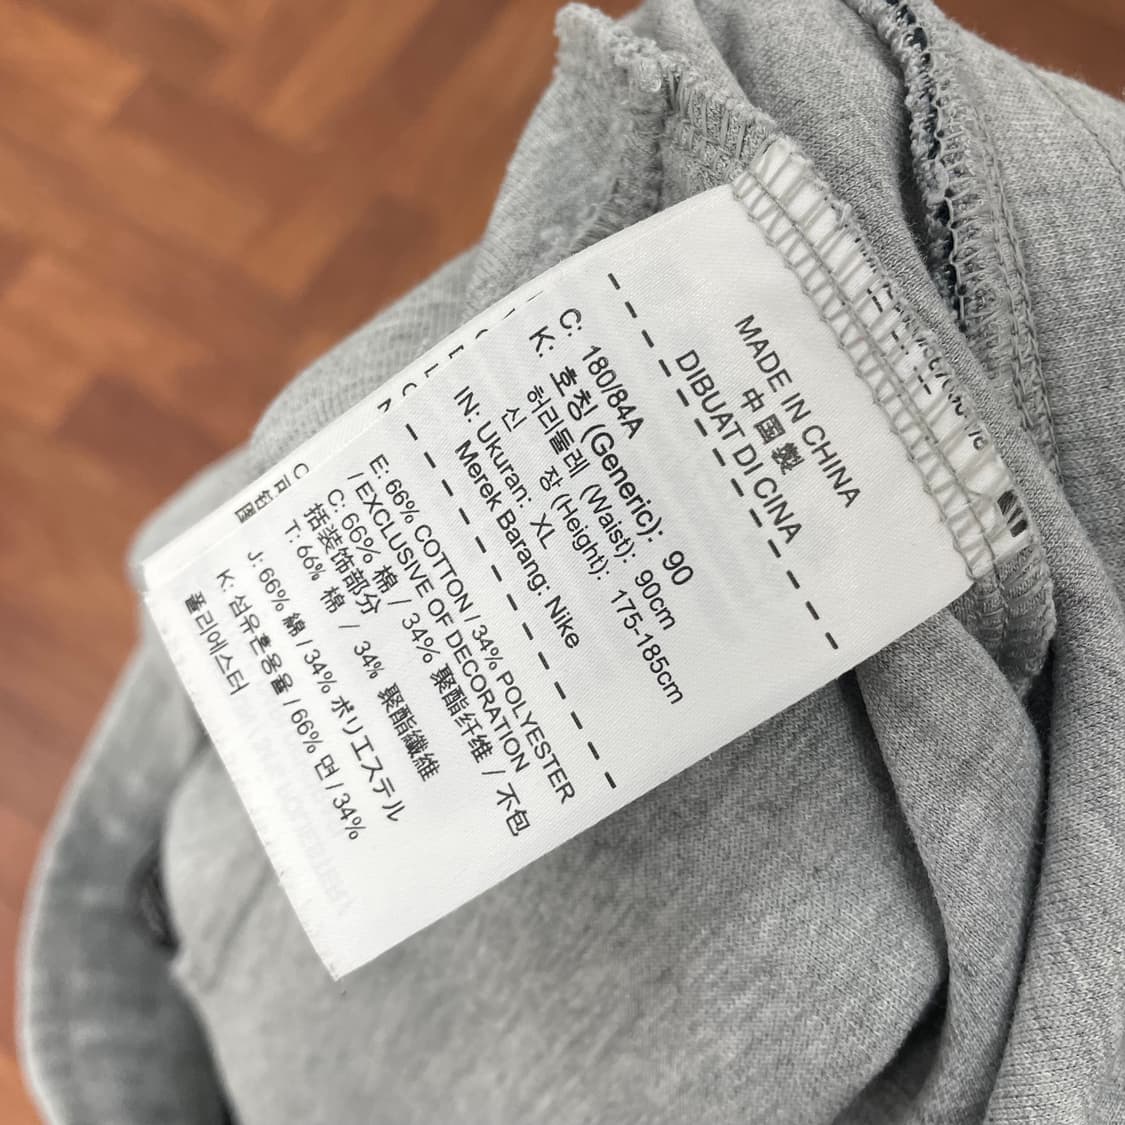 MADE IN CHINA
中國製
DIBUAT DI CINA
C: 180/84A
K: 호칭 (Generic): 90
허리둘레 (Waist): 90cm
신 장 (Height): 175-185cm
IN: Ukuran: XL
Merek Barang: Nike
E: 66% COTTON / 34% POLYESTER
/ EXCLUSIVE OF DECORATION
C: 66% 棉 / 34% 聚酯纤维 / 不包
括装饰部分
T: 66% 棉 / 34% 聚酯纖維
J: 66% 綿 / 34% ポリエステル
K: 섬유혼용율 / 66% 면 / 34%
폴리에스터